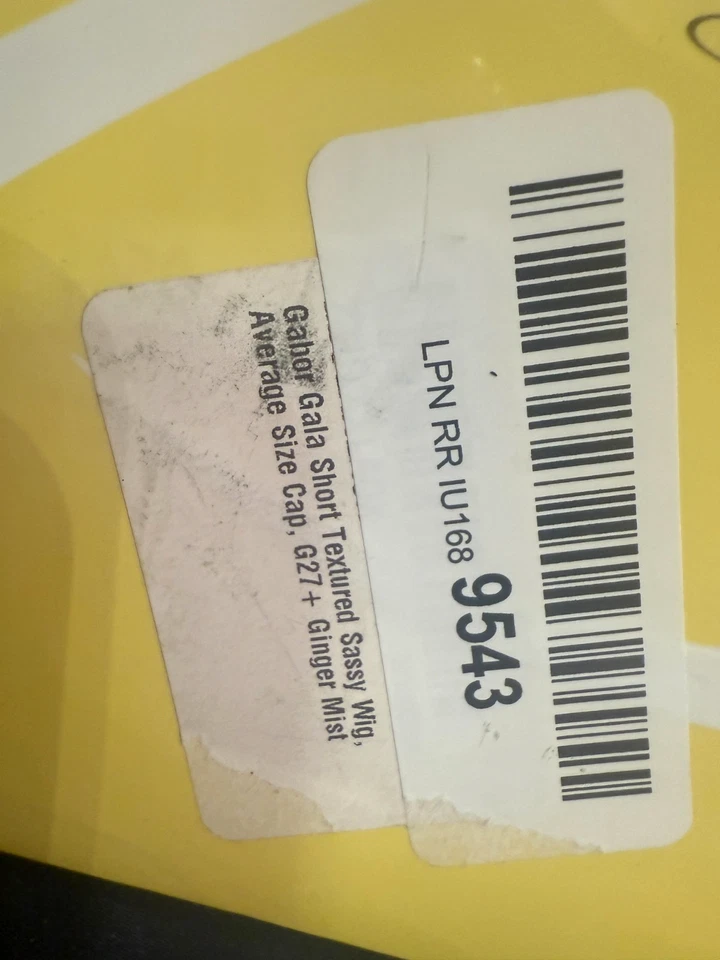 LPN RR IU168 9543
Gabor Gala Short Textured Sassy Wig,
Average Size Cap, G27+ Ginger Mist